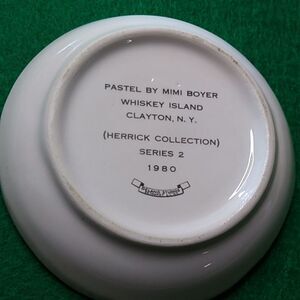 PASTEL BY MIMI BOYER
WHISKEY ISLAND
CLAYTON, N.Y.
(HERRICK COLLECTION)
SERIES 2
1980